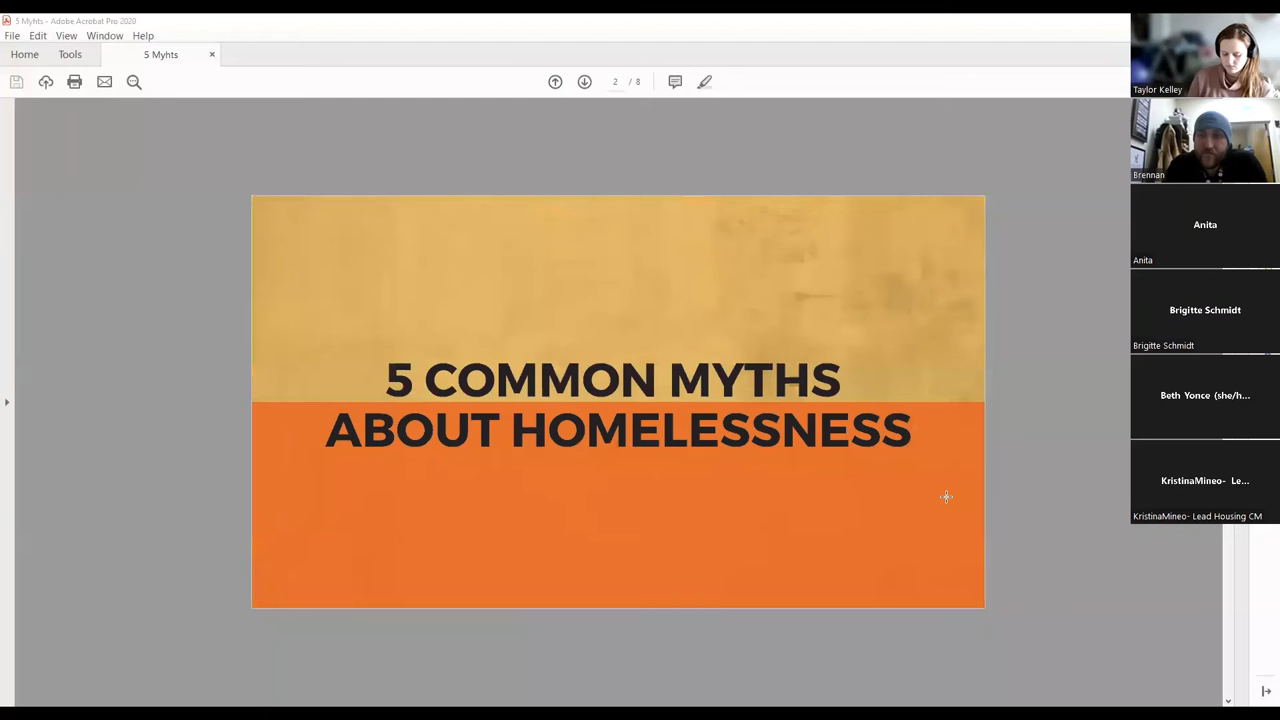 5 Myhts - Adobe Acrobat Pro 2020
File Edit View Window Help
Home Tools 5 Myhts ×
2 / 8
5 COMMON MYTHS
ABOUT HOMELESSNESS
Taylor Kelley
Brennan
Anita
Anita
Brigitte Schmidt
Brigitte Schmidt
Beth Yonce (she/h...
KristinaMineo- Le...
KristinaMineo- Lead Housing CM